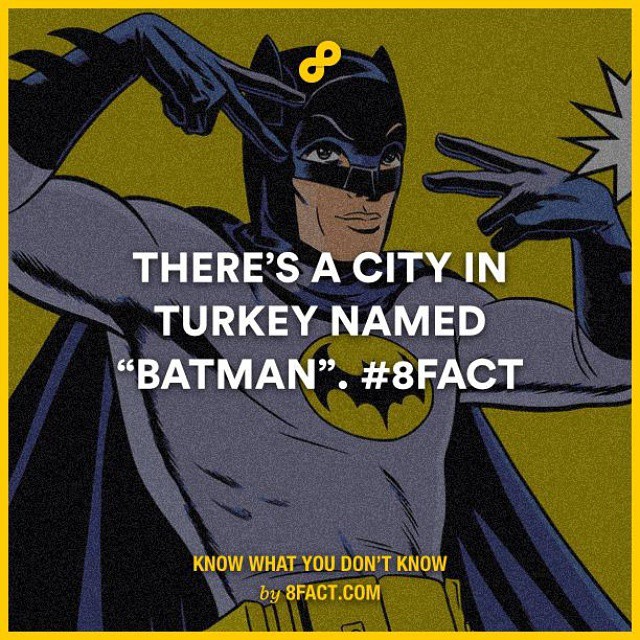 THERE’S A CITY IN
TURKEY NAMED
“BATMAN”. #8FACT
KNOW WHAT YOU DON’T KNOW
by 8FACT.COM